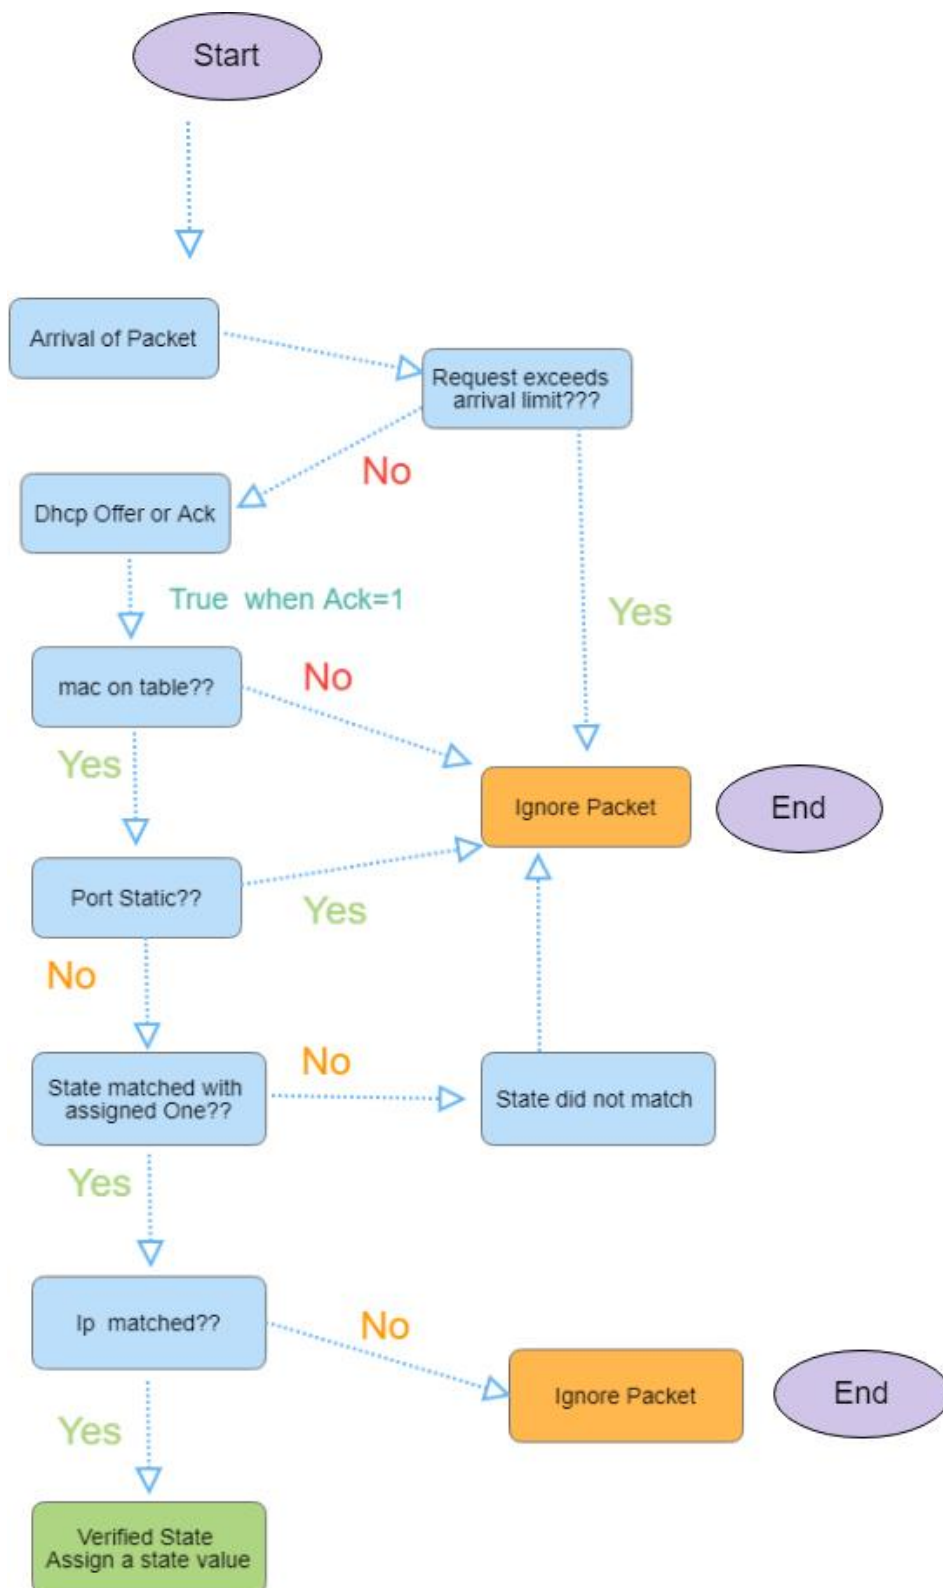 Start
Arrival of Packet
Request exceeds
arrival limit???
No
Dhcp Offer or Ack
True when Ack=1
Yes
mac on table??
No
Yes
Ignore Packet
End
Port Static??
Yes
No
State matched with
assigned One??
No
State did not match
Yes
Ip matched??
No
Ignore Packet
End
Yes
Verified State
Assign a state value